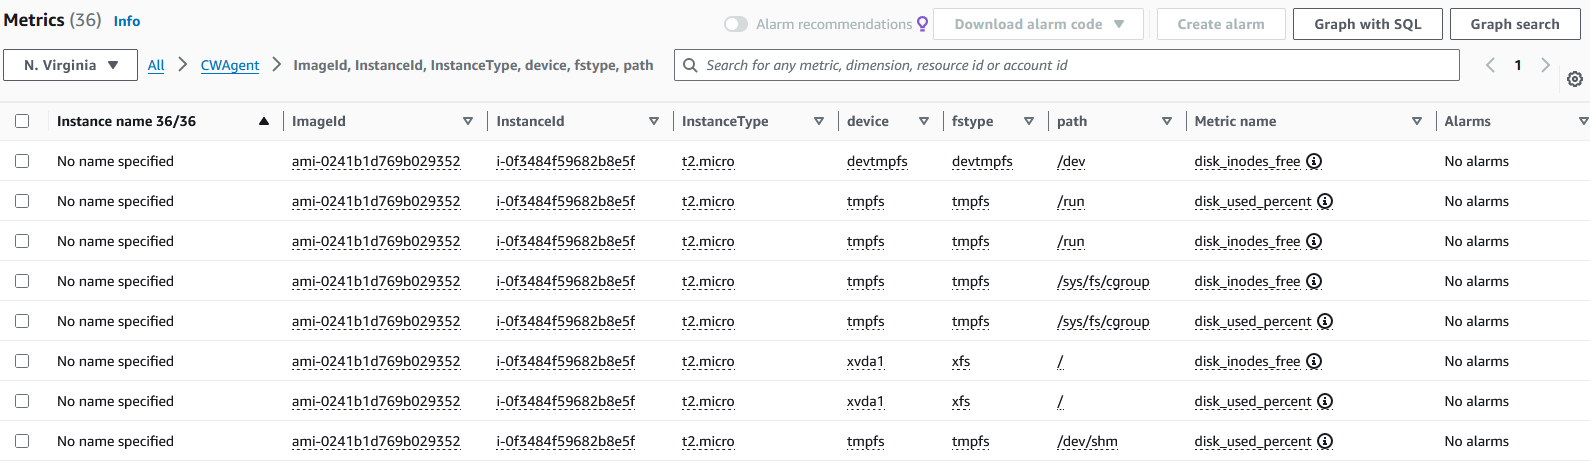 Metrics (36) Info
Alarm recommendations Download alarm code Create alarm Graph with SQL Graph search
N. Virginia All CWAgent ImageId, InstanceId, InstanceType, device, fstype, path Search for any metric, dimension, resource id or account id 1
Instance name 36/36 ImageId InstanceId InstanceType device fstype path Metric name Alarms
No name specified ami-0241b1d769b029352 i-0f3484f59682b8e5f t2.micro devtmpfs devtmpfs /dev disk_inodes_free No alarms
No name specified ami-0241b1d769b029352 i-0f3484f59682b8e5f t2.micro tmpfs tmpfs /run disk_used_percent No alarms
No name specified ami-0241b1d769b029352 i-0f3484f59682b8e5f t2.micro tmpfs tmpfs /run disk_inodes_free No alarms
No name specified ami-0241b1d769b029352 i-0f3484f59682b8e5f t2.micro tmpfs tmpfs /sys/fs/cgroup disk_inodes_free No alarms
No name specified ami-0241b1d769b029352 i-0f3484f59682b8e5f t2.micro tmpfs tmpfs /sys/fs/cgroup disk_used_percent No alarms
No name specified ami-0241b1d769b029352 i-0f3484f59682b8e5f t2.micro xvda1 xfs / disk_inodes_free No alarms
No name specified ami-0241b1d769b029352 i-0f3484f59682b8e5f t2.micro xvda1 xfs / disk_used_percent No alarms
No name specified ami-0241b1d769b029352 i-0f3484f59682b8e5f t2.micro tmpfs tmpfs /dev/shm disk_used_percent No alarms